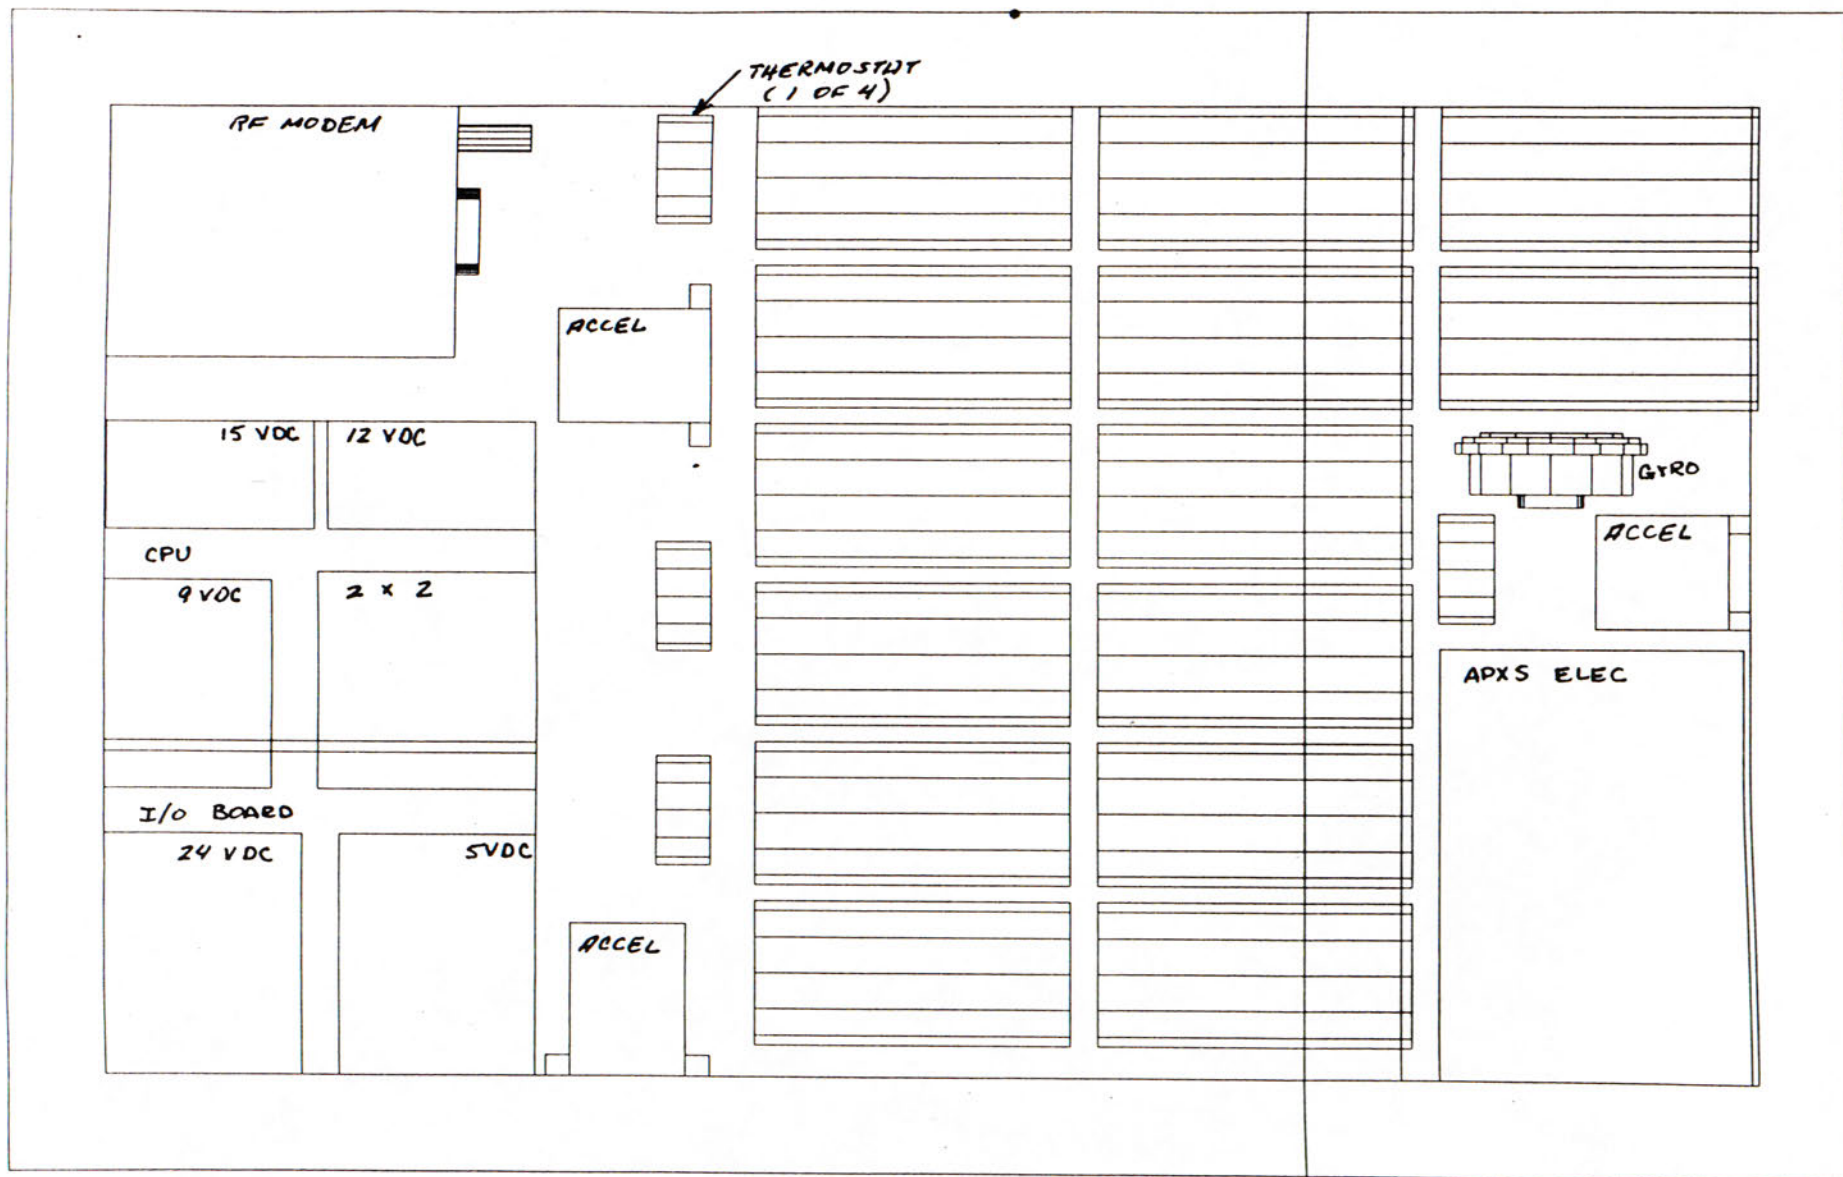 THERMOSTAT
(1 OF 4)
RF MODEM
ACCEL
15 VDC
12 VDC
GYRO
ACCEL
CPU
9 VDC
2 x 2
APXS ELEC
I/O BOARD
24 VDC
5VDC
ACCEL